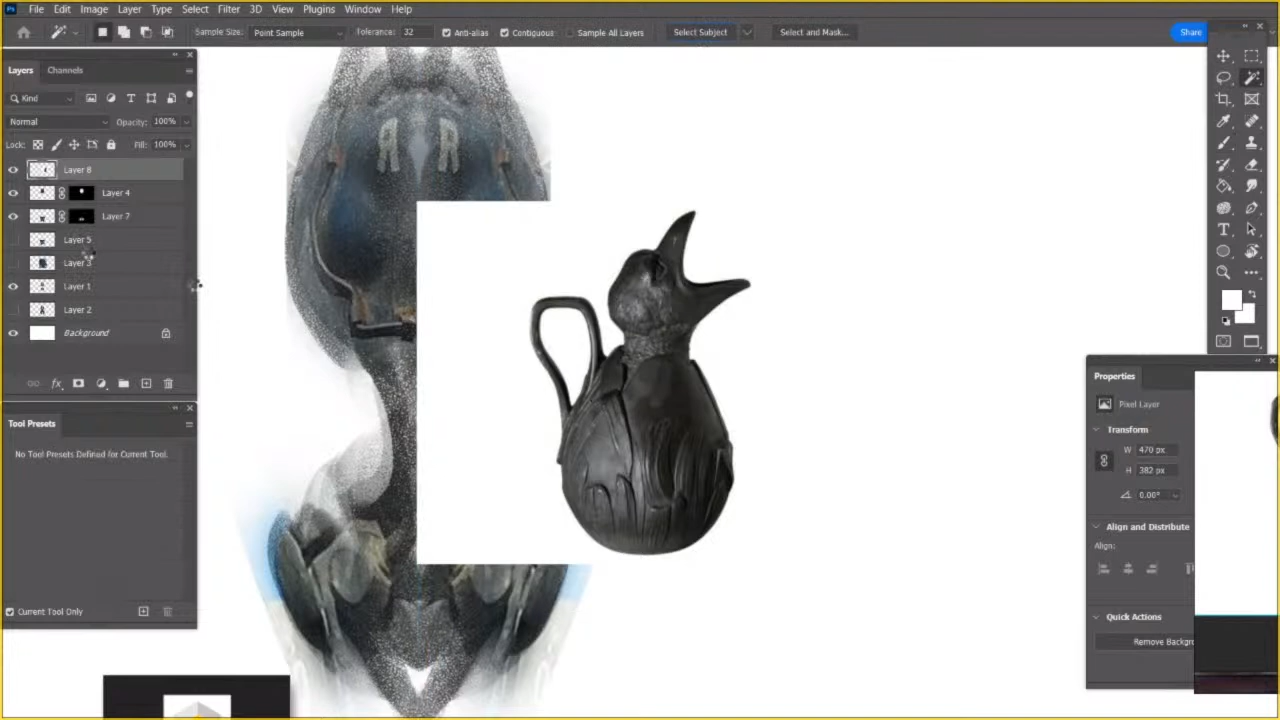 Ps File Edit Image Layer Type Select Filter 3D View Plugins Window Help
Sample Size: Point Sample Tolerance: 32 Anti-alias Contiguous Sample All Layers Select Subject Select and Mask... Share
Layers Channels
Kind
Normal Opacity: 100%
Lock: Fill: 100%
Layer 8
Layer 4
Layer 7
Layer 5
Layer 3
Layer 1
Layer 2
Background
fx
Tool Presets
No Tool Presets Defined for Current Tool.
Current Tool Only
Properties
Pixel Layer
Transform
W 470 px
H 382 px
0.00°
Align and Distribute
Align:
Quick Actions
Remove Backgro